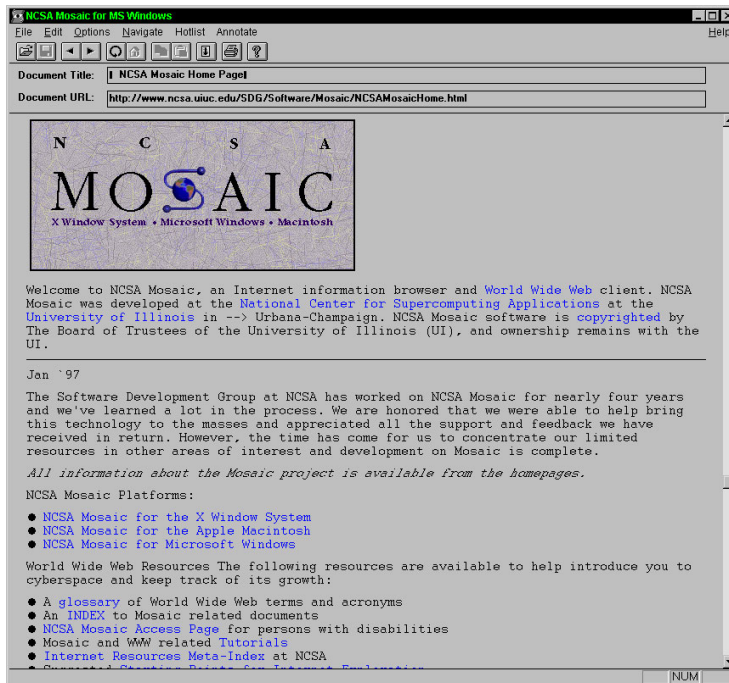 NCSA Mosaic for MS Windows
File Edit Options Navigate Hotlist Annotate Help
Document Title: NCSA Mosaic Home Page
Document URL: http://www.ncsa.uiuc.edu/SDG/Software/Mosaic/NCSAMosaicHome.html
N C S A
MOSAIC
X Window System • Microsoft Windows • Macintosh
Welcome to NCSA Mosaic, an Internet information browser and World Wide Web client. NCSA
Mosaic was developed at the National Center for Supercomputing Applications at the
University of Illinois in --> Urbana-Champaign. NCSA Mosaic software is copyrighted by
The Board of Trustees of the University of Illinois (UI), and ownership remains with the
UI.
Jan `97
The Software Development Group at NCSA has worked on NCSA Mosaic for nearly four years
and we've learned a lot in the process. We are honored that we were able to help bring
this technology to the masses and appreciated all the support and feedback we have
received in return. However, the time has come for us to concentrate our limited
resources in other areas of interest and development on Mosaic is complete.
All information about the Mosaic project is available from the homepages.
NCSA Mosaic Platforms:
● NCSA Mosaic for the X Window System
● NCSA Mosaic for the Apple Macintosh
● NCSA Mosaic for Microsoft Windows
World Wide Web Resources The following resources are available to help introduce you to
cyberspace and keep track of its growth:
● A glossary of World Wide Web terms and acronyms
● An INDEX to Mosaic related documents
● NCSA Mosaic Access Page for persons with disabilities
● Mosaic and WWW related Tutorials
● Internet Resources Meta-Index at NCSA
● Suggested Starting Points for Internet Exploration
NUM